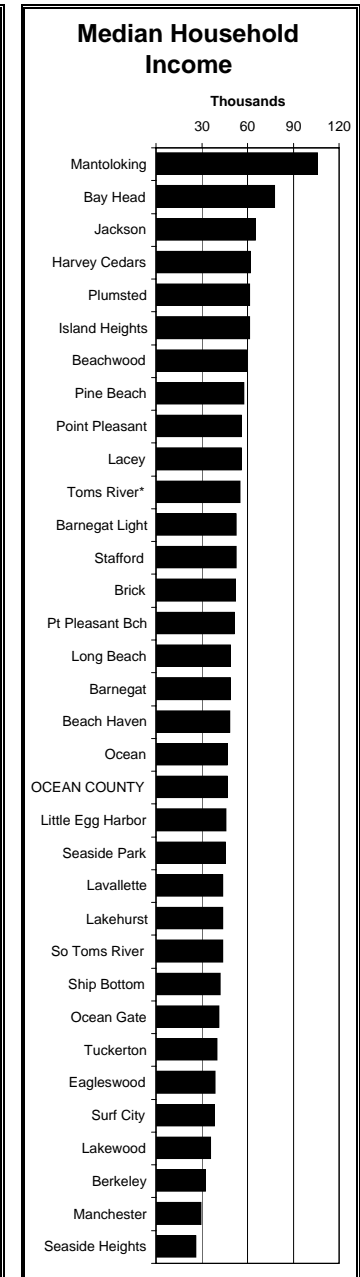 Median Household
Income
Thousands
30 60 90 120
Mantoloking
Bay Head
Jackson
Harvey Cedars
Plumsted
Island Heights
Beachwood
Pine Beach
Point Pleasant
Lacey
Toms River*
Barnegat Light
Stafford
Brick
Pt Pleasant Bch
Long Beach
Barnegat
Beach Haven
Ocean
OCEAN COUNTY
Little Egg Harbor
Seaside Park
Lavallette
Lakehurst
So Toms River
Ship Bottom
Ocean Gate
Tuckerton
Eagleswood
Surf City
Lakewood
Berkeley
Manchester
Seaside Heights